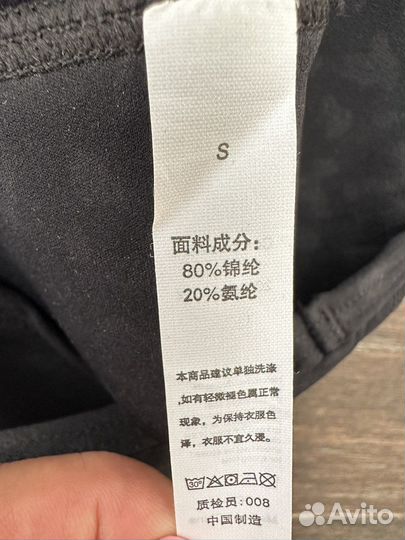 S
面料成分:
80%锦纶
20%氨纶
本商品建议单独洗涤
,如有轻微褪色属正常
现象，为保持衣服色
泽，衣服不宜久浸。
30°
质检员:008
中国制造
Avito